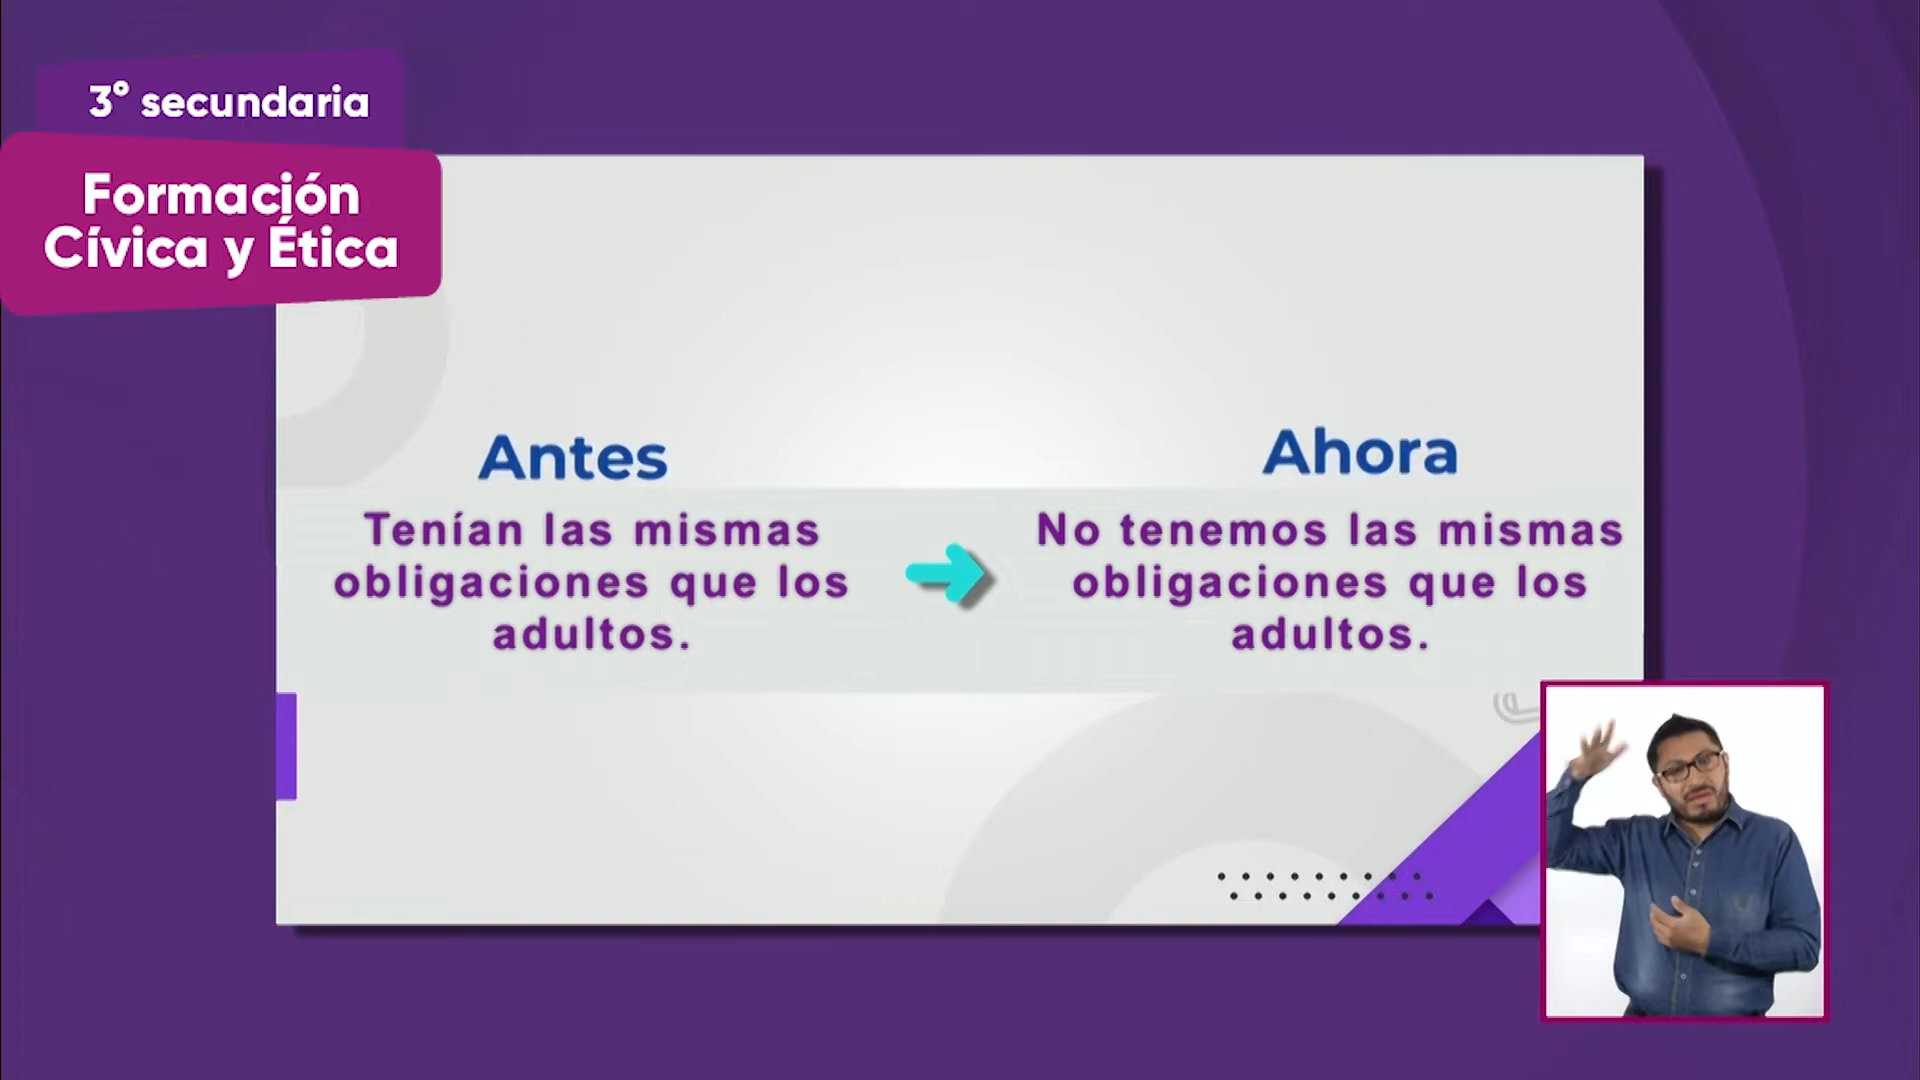 3° secundaria
Formación
Cívica y Ética
Antes
Tenían las mismas
obligaciones que los
adultos.
Ahora
No tenemos las mismas
obligaciones que los
adultos.